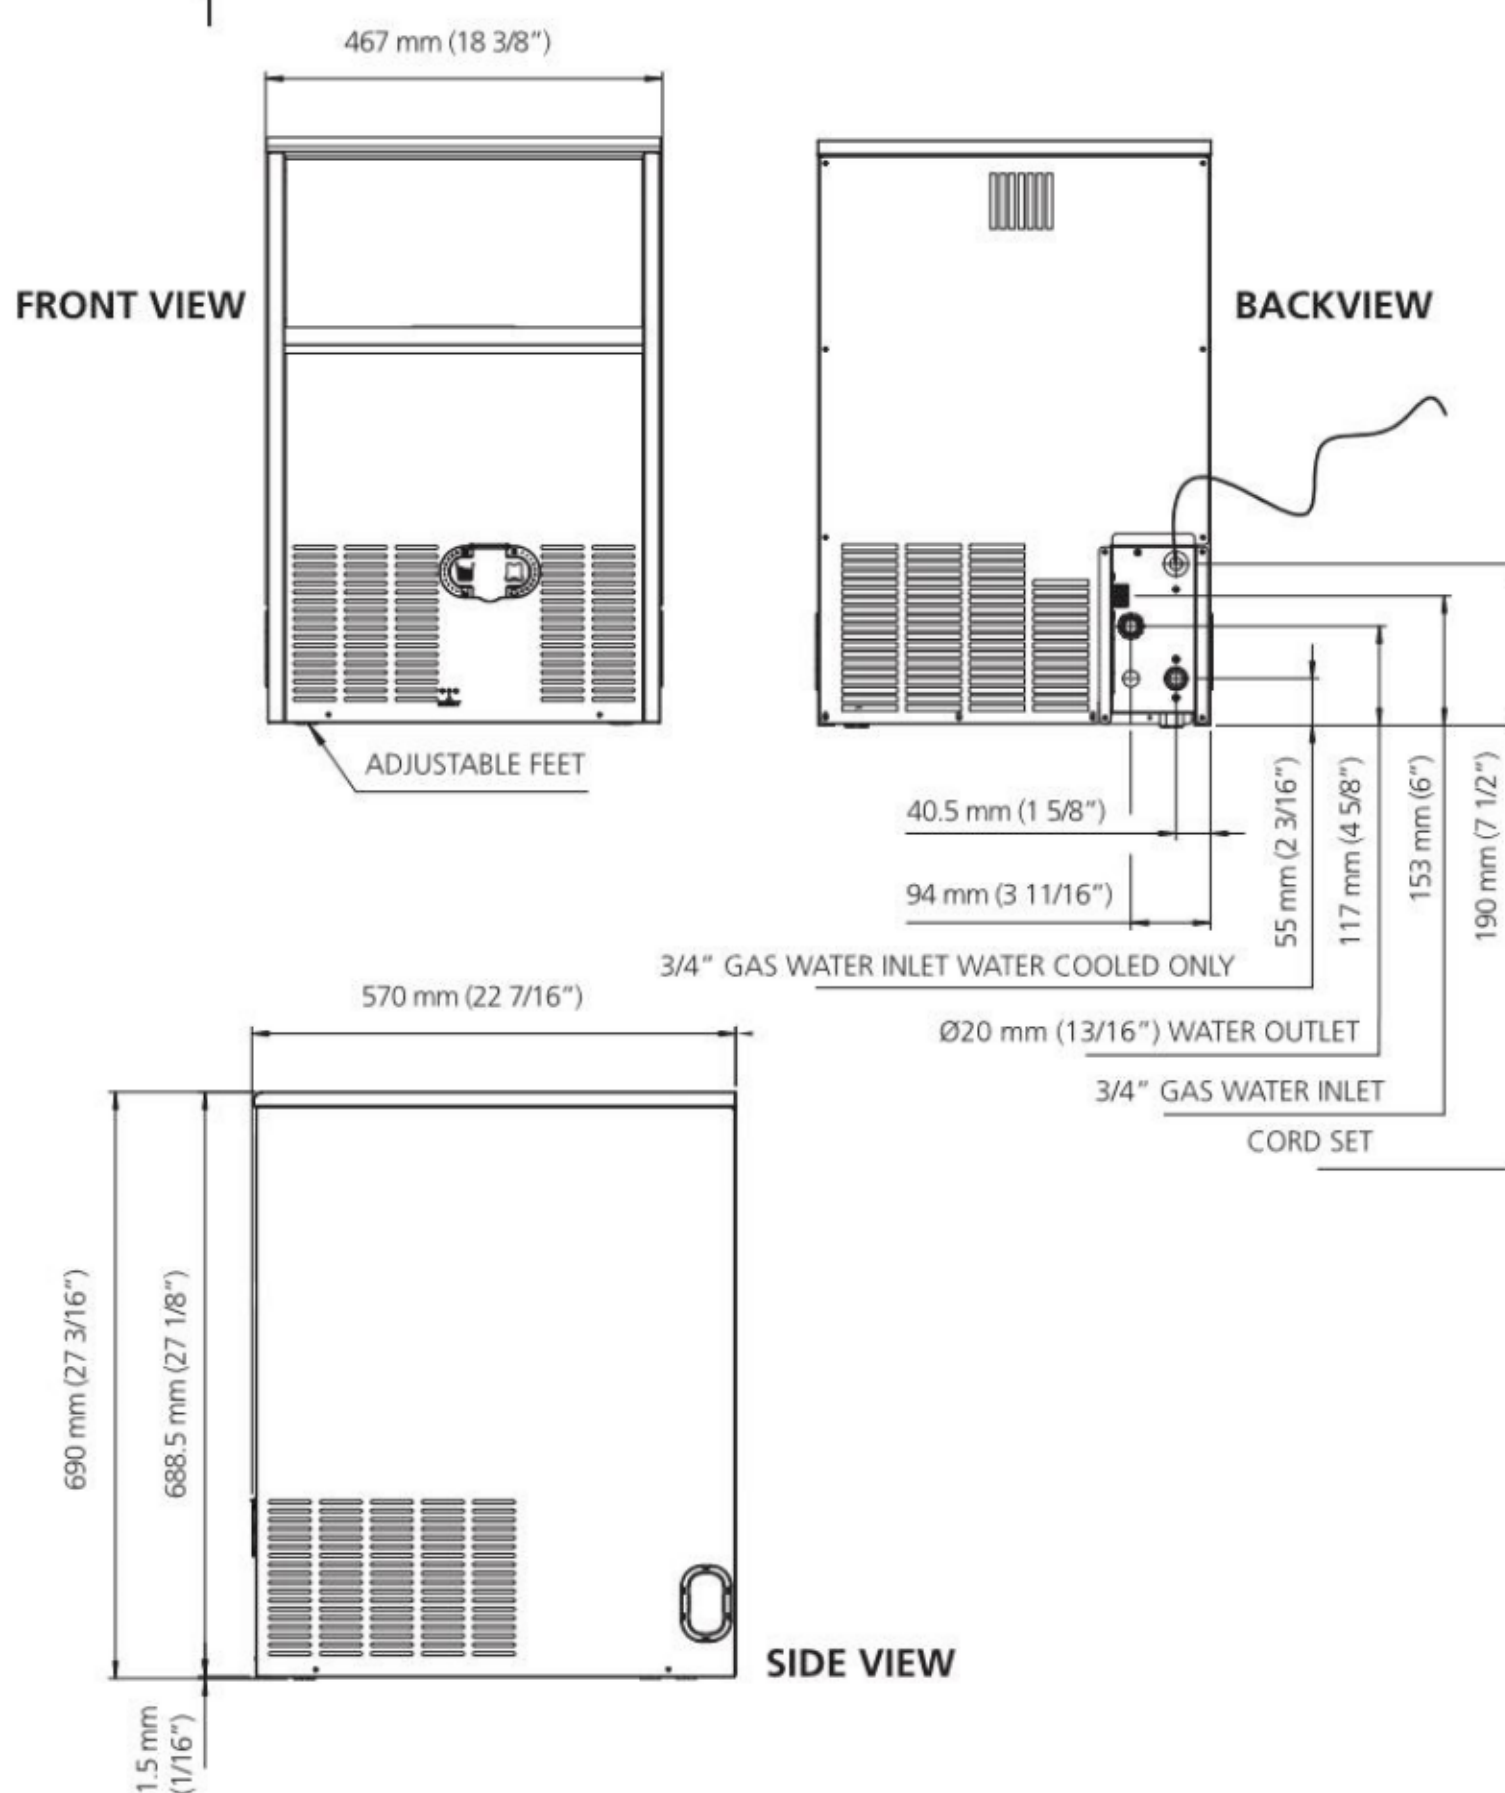 467 mm (18 3/8”)
FRONT VIEW
BACKVIEW
ADJUSTABLE FEET
40.5 mm (1 5/8”)
94 mm (3 11/16”)
55 mm (2 3/16”)
117 mm (4 5/8”)
153 mm (6”)
190 mm (7 1/2”)
3/4” GAS WATER INLET WATER COOLED ONLY
Ø20 mm (13/16”) WATER OUTLET
3/4” GAS WATER INLET
CORD SET
570 mm (22 7/16”)
690 mm (27 3/16”)
688.5 mm (27 1/8”)
SIDE VIEW
1.5 mm
(1/16”)